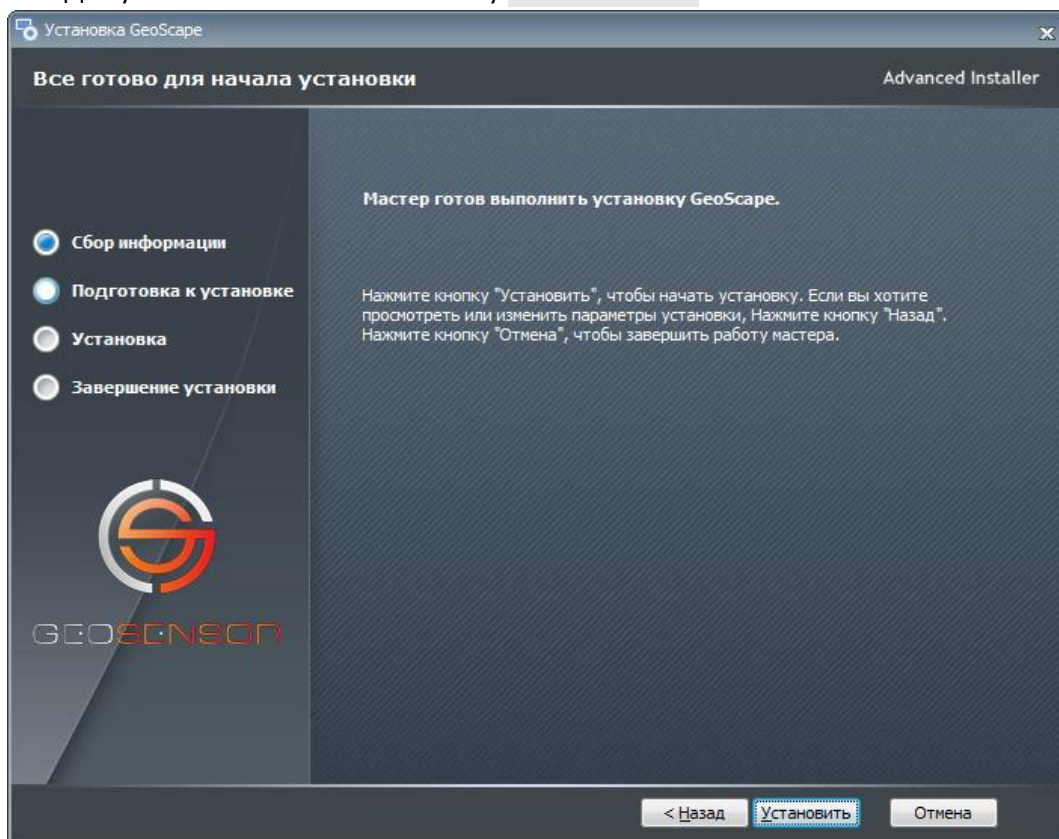 Установка GeoScape
Все готово для начала установки
Advanced Installer
Мастер готов выполнить установку GeoScape.
Сбор информации
Подготовка к установке
Установка
Завершение установки
Нажмите кнопку "Установить", чтобы начать установку. Если вы хотите
просмотреть или изменить параметры установки, Нажмите кнопку "Назад".
Нажмите кнопку "Отмена", чтобы завершить работу мастера.
GEOSENSOR
< Назад
Установить
Отмена